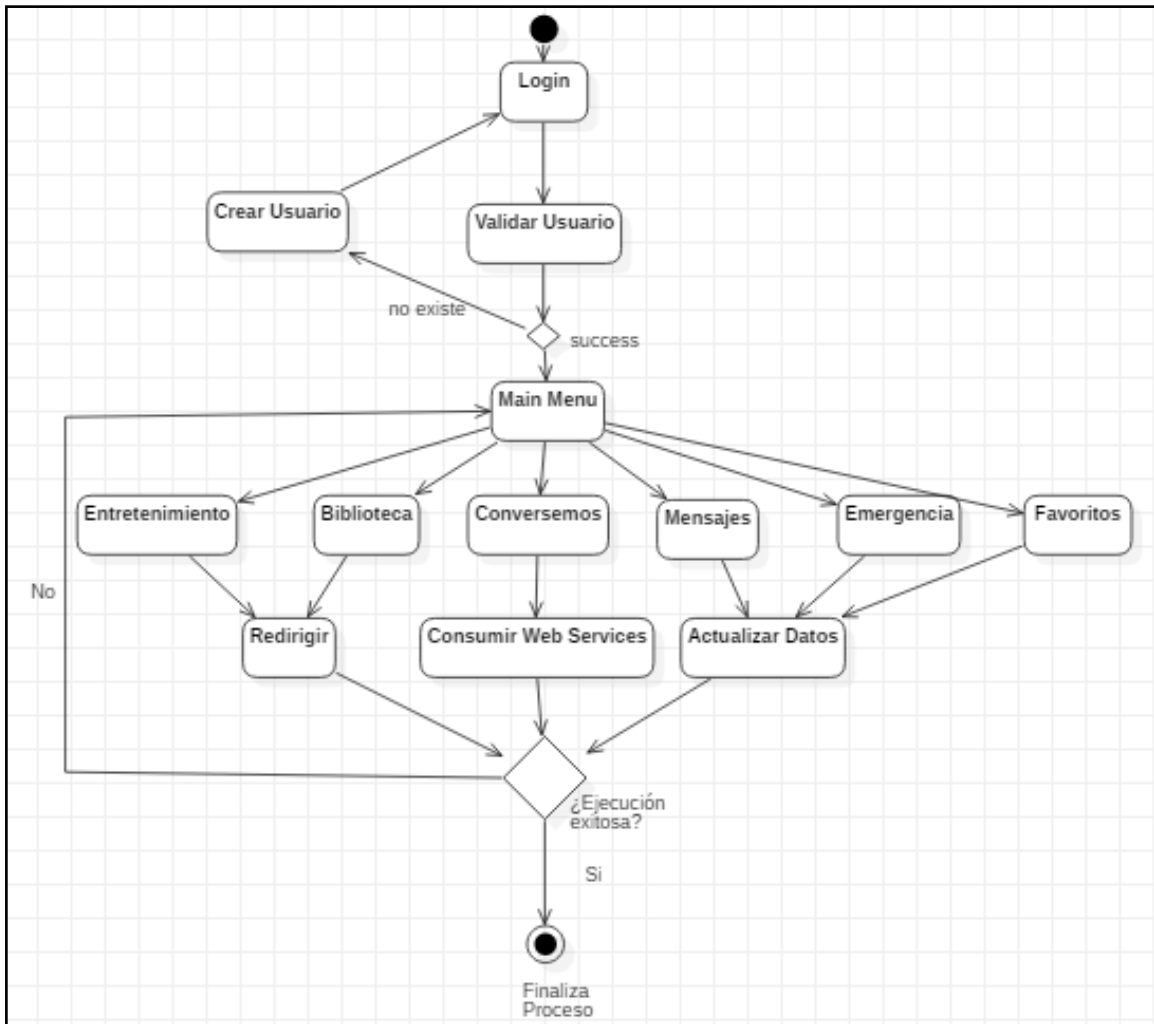 Login
Crear Usuario
Validar Usuario
no existe
success
Main Menu
Entretenimiento
Biblioteca
Conversemos
Mensajes
Emergencia
Favoritos
No
Redirigir
Consumir Web Services
Actualizar Datos
¿Ejecución
exitosa?
Si
Finaliza
Proceso